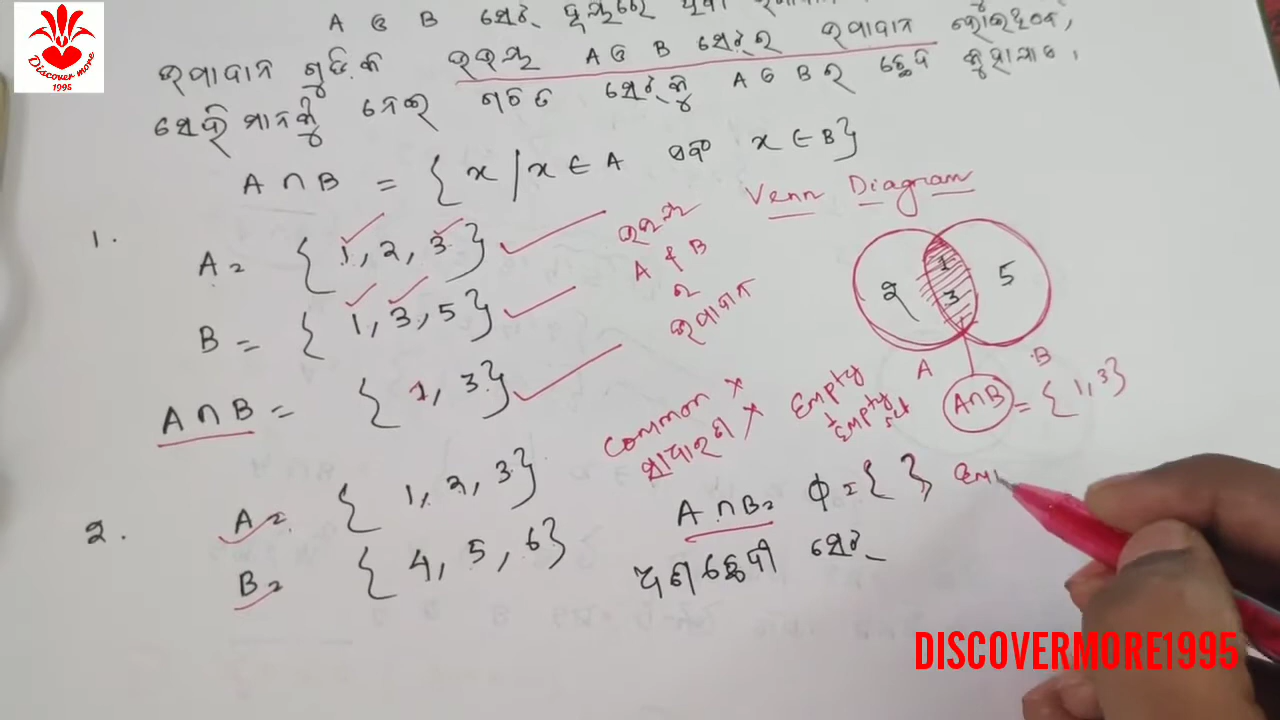 Discover more
1995
A ଓ B ସେଟ୍
ଉପାଦାନ ଗୁଡିକ ଉଭୟ A ଓ B ସେଟ୍‌ର ଉପାଦାନ
ସେହି ମାନଙ୍କୁ ନେଇ ଗଠିତ ସେଟ୍‌କୁ A ଓ B ର ଛେଦ କୁହାଯାଏ ।
A ∩ B = { x / x ∈ A ଏବଂ x ∈ B}
Venn Diagram
1. A = { 1, 2, 3}
B = { 1, 3, 5}
A ∩ B = { 1, 3}
ଉଭୟ
A & B
ର
ଉପାଦାନ
2 1 3 5
A B
A∩B = { 1, 3}
Common ×
ସାଧାରଣ ×
Empty
Empty set
2. A = { 1, 2, 3}
B = { 4, 5, 6}
A ∩ B = ϕ = { }
ଅଣଛେଦୀ ସେଟ୍
DISCOVERMORE1995